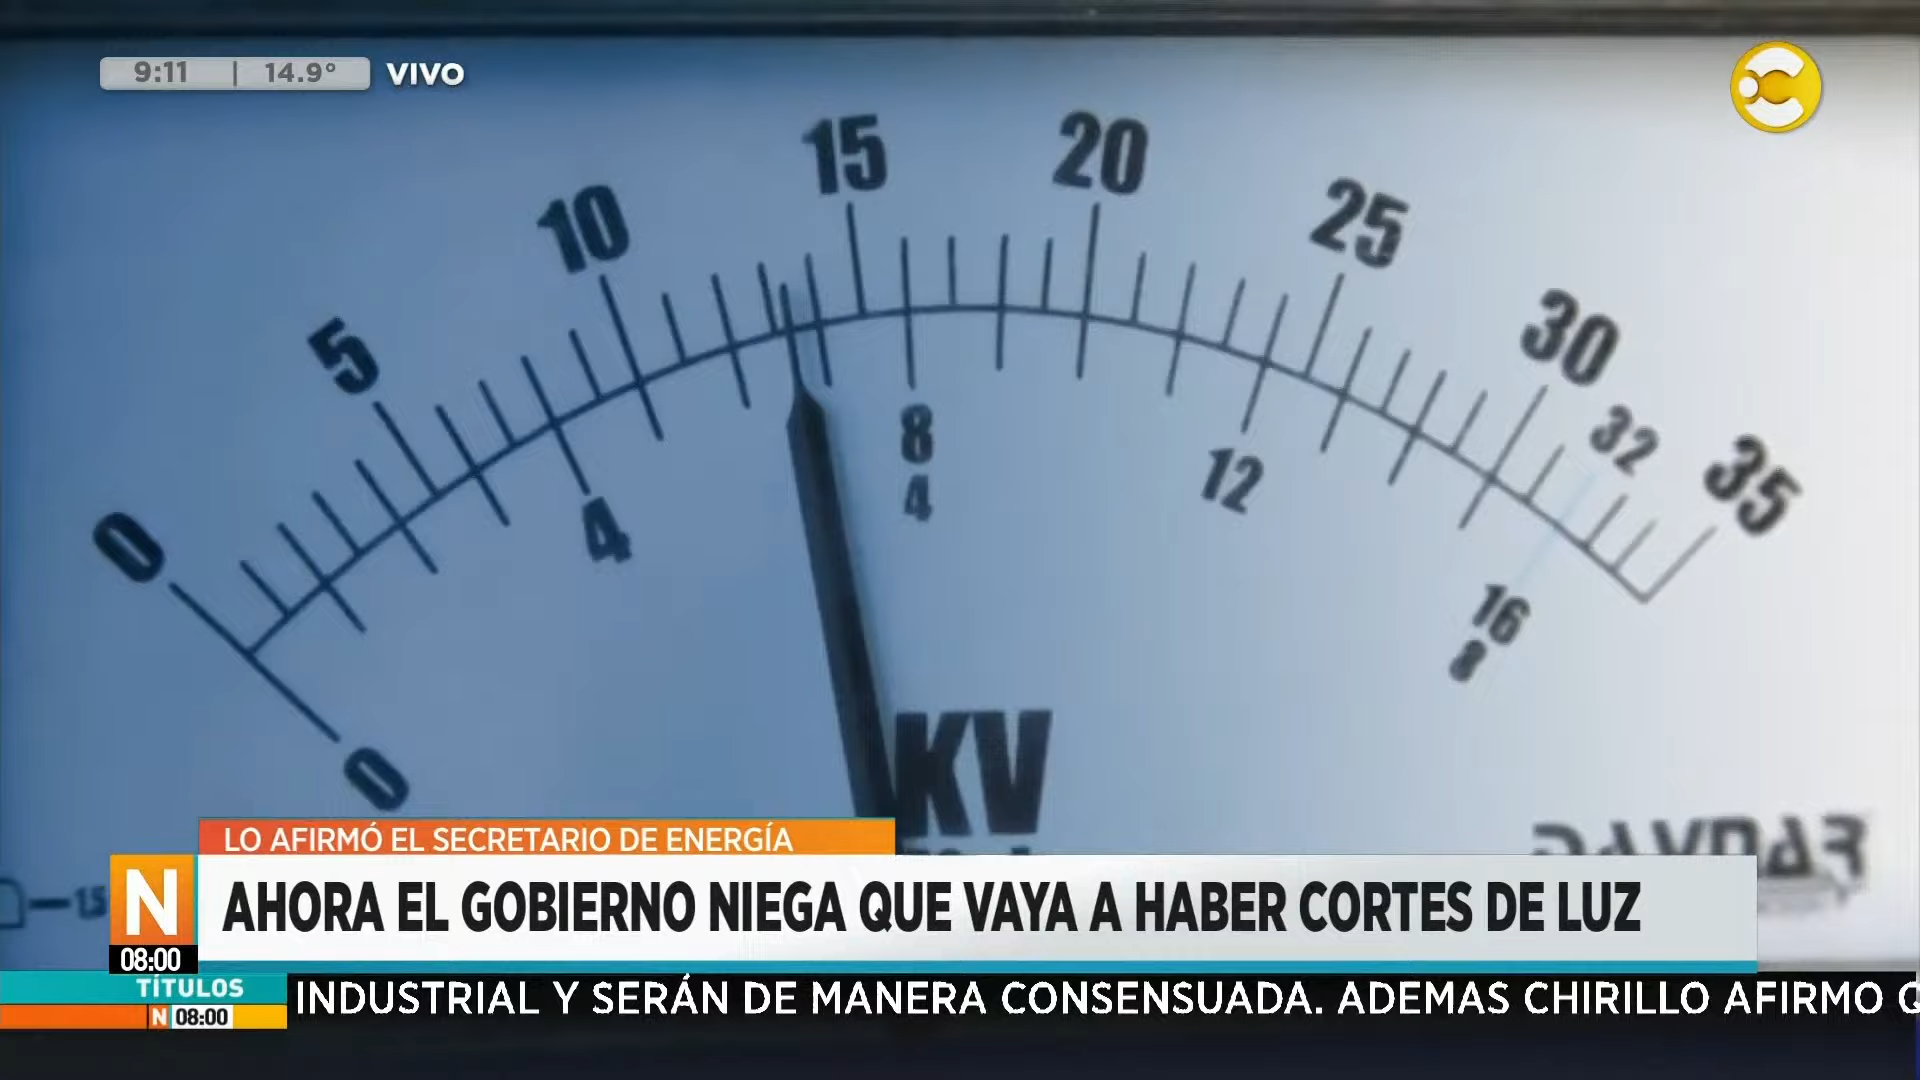 9:11 | 14.9° VIVO
0 5 10 15 20 25 30 32 35
0 4 8 12 16
4 8
KV
1.5
LO AFIRMÓ EL SECRETARIO DE ENERGÍA
N AHORA EL GOBIERNO NIEGA QUE VAYA A HABER CORTES DE LUZ
08:00
TÍTULOS
N 08:00
INDUSTRIAL Y SERÁN DE MANERA CONSENSUADA. ADEMAS CHIRILLO AFIRMO Q